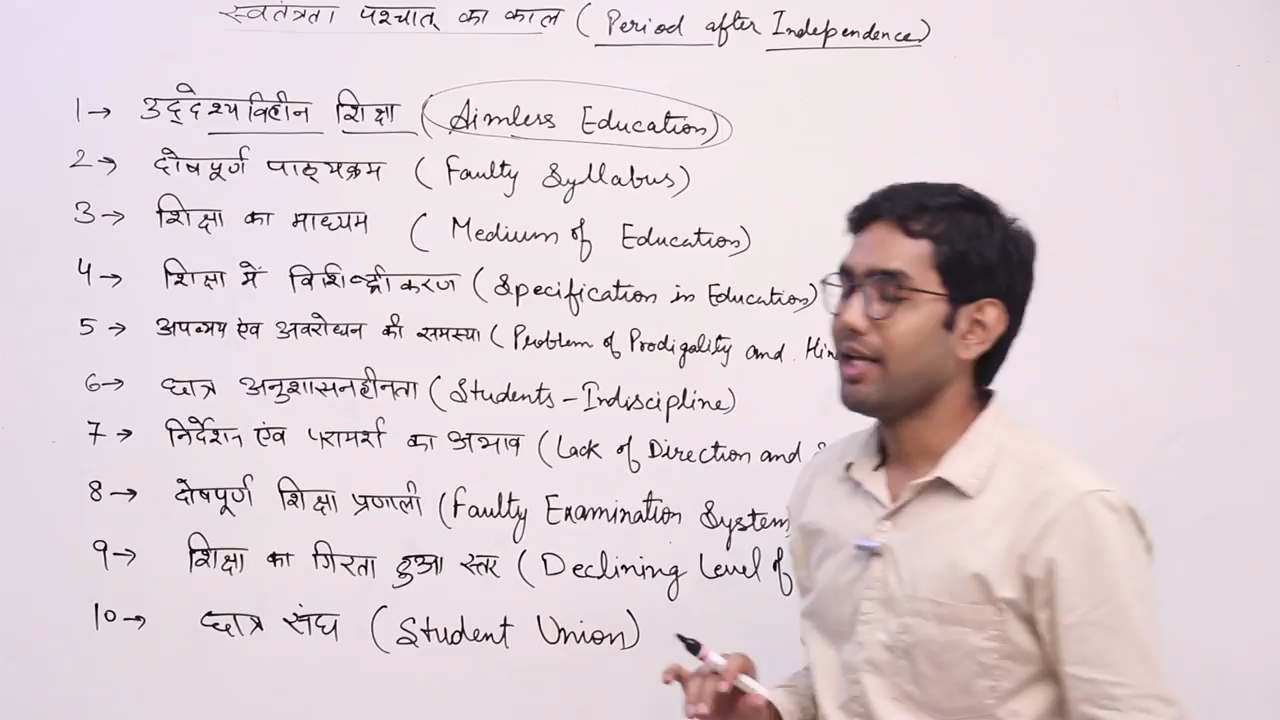 स्वतंत्रता पश्चात् का काल ( Period after Independence )
1 → उद्देश्यविहीन शिक्षा ( Aimless Education )
2 → दोषपूर्ण पाठ्यक्रम ( Faulty Syllabus )
3 → शिक्षा का माध्यम ( Medium of Education )
4 → शिक्षा में ( Specification in Education )
5 → अपव्यय एंव अवरोधन की समस्या ( Problem of Prodigality and
6 → छात्र अनुशासनहीनता ( Students - Indiscipline )
7 → निर्देशन एंव परामर्श का अभाव ( Lack of Direction and
8 → दोषपूर्ण शिक्षा प्रणाली ( Faulty Examination System
9 → शिक्षा का गिरता हुआ स्तर ( Declining Level of
10 → छात्र संघ ( Student Union )